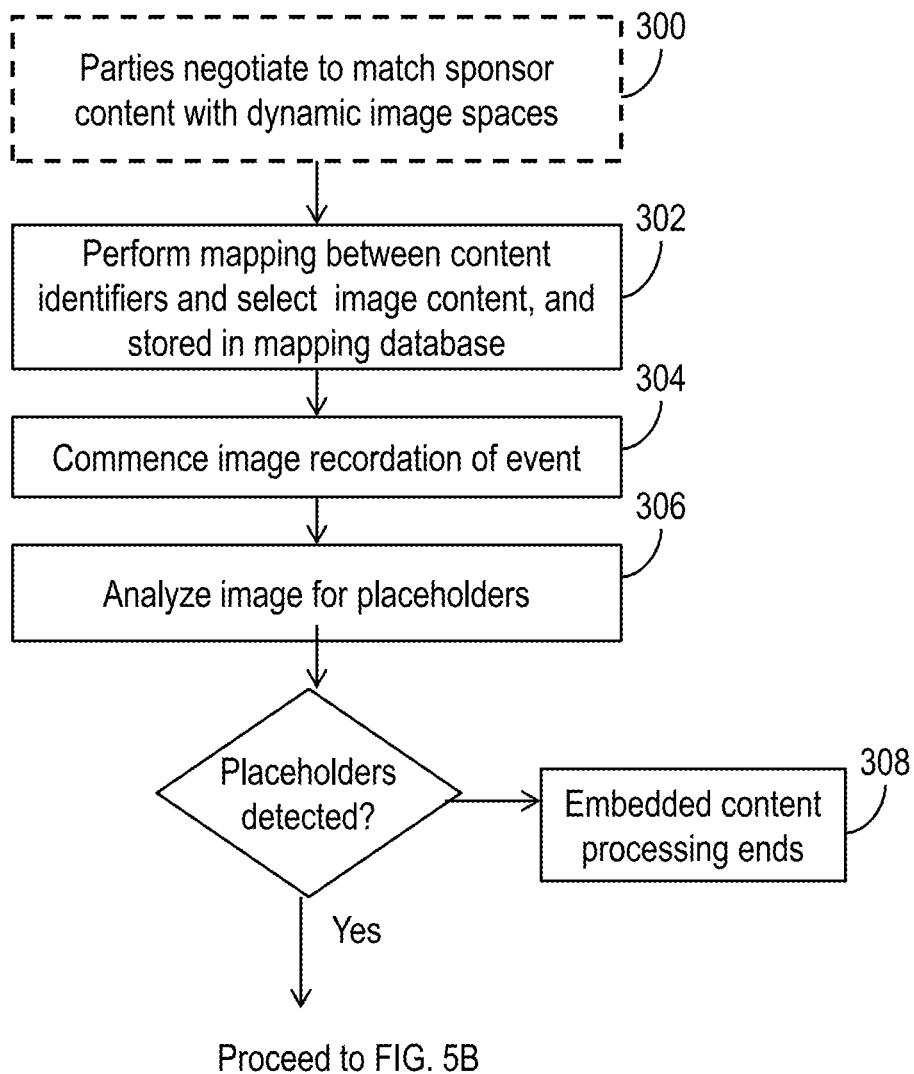 300
Parties negotiate to match sponsor
content with dynamic image spaces
302
Perform mapping between content
identifiers and select image content, and
stored in mapping database
304
Commence image recordation of event
306
Analyze image for placeholders
Placeholders
detected?
308
Embedded content
processing ends
Yes
Proceed to FIG. 5B